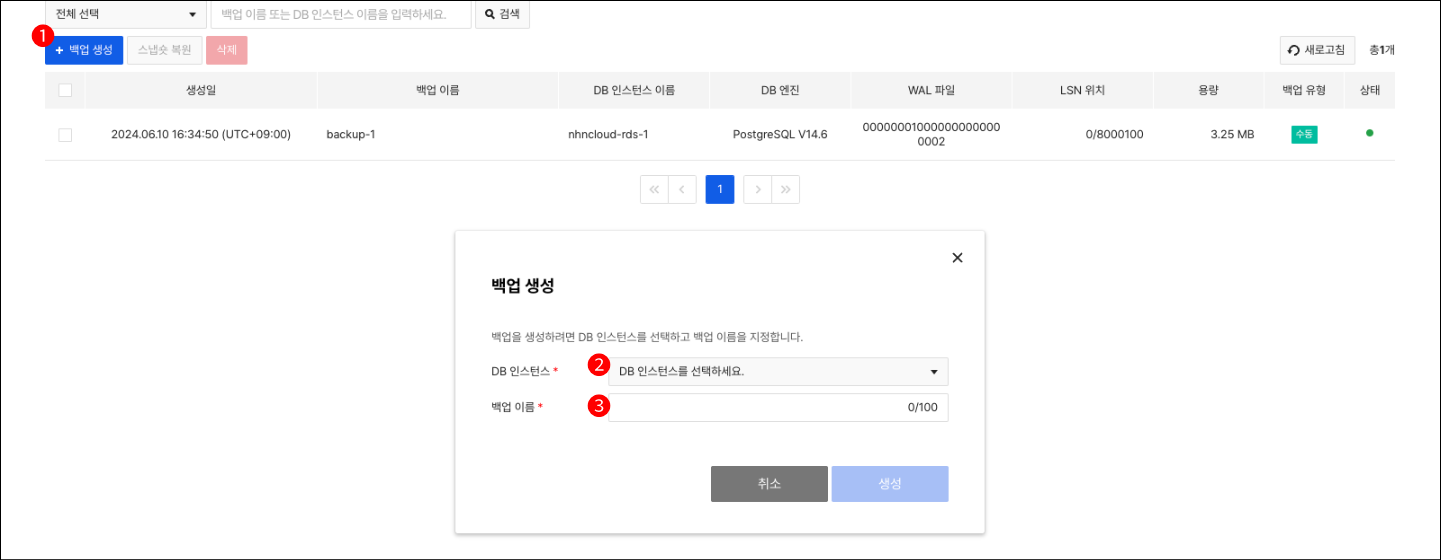 전체 선택
백업 이름 또는 DB 인스턴스 이름을 입력하세요.
검색
1
+ 백업 생성
스냅숏 복원
삭제
새로고침
총1개
생성일
백업 이름
DB 인스턴스 이름
DB 엔진
WAL 파일
LSN 위치
용량
백업 유형
상태
2024.06.10 16:34:50 (UTC+09:00)
backup-1
nhncloud-rds-1
PostgreSQL V14.6
00000001000000000000
0002
0/8000100
3.25 MB
수동
1
백업 생성
백업을 생성하려면 DB 인스턴스를 선택하고 백업 이름을 지정합니다.
DB 인스턴스 *
2
DB 인스턴스를 선택하세요.
백업 이름 *
3
0/100
취소
생성